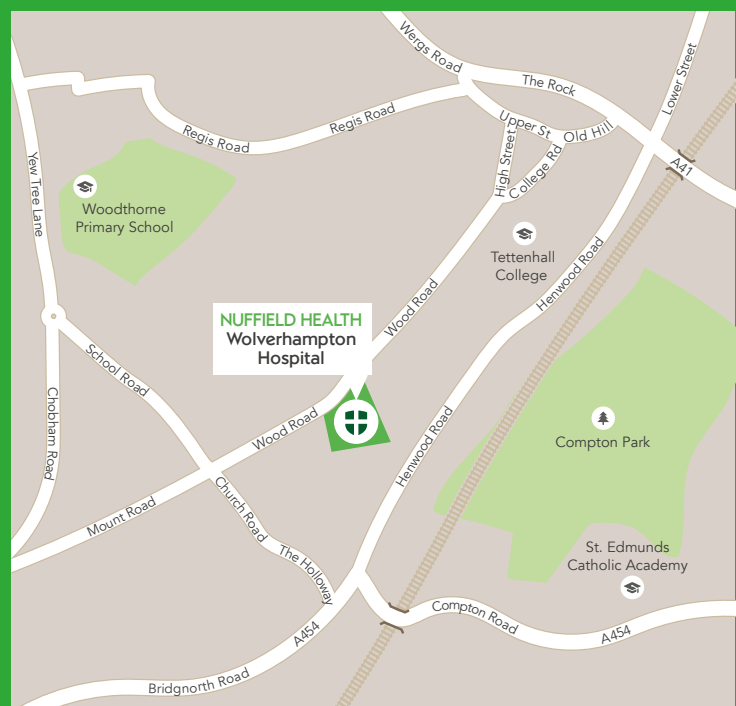 Wergs Road
The Rock
Lower Street
Regis Road
Regis Road
Upper St
Old Hill
High Street
College Rd
A41
Yew Tree Lane
Woodthorne
Primary School
Tettenhall
College
Henwood Road
Wood Road
NUFFIELD HEALTH
Wolverhampton
Hospital
School Road
Chobham Road
Wood Road
Henwood Road
Compton Park
Mount Road
Church Road
The Holloway
St. Edmunds
Catholic Academy
Compton Road
A454
A454
Bridgnorth Road